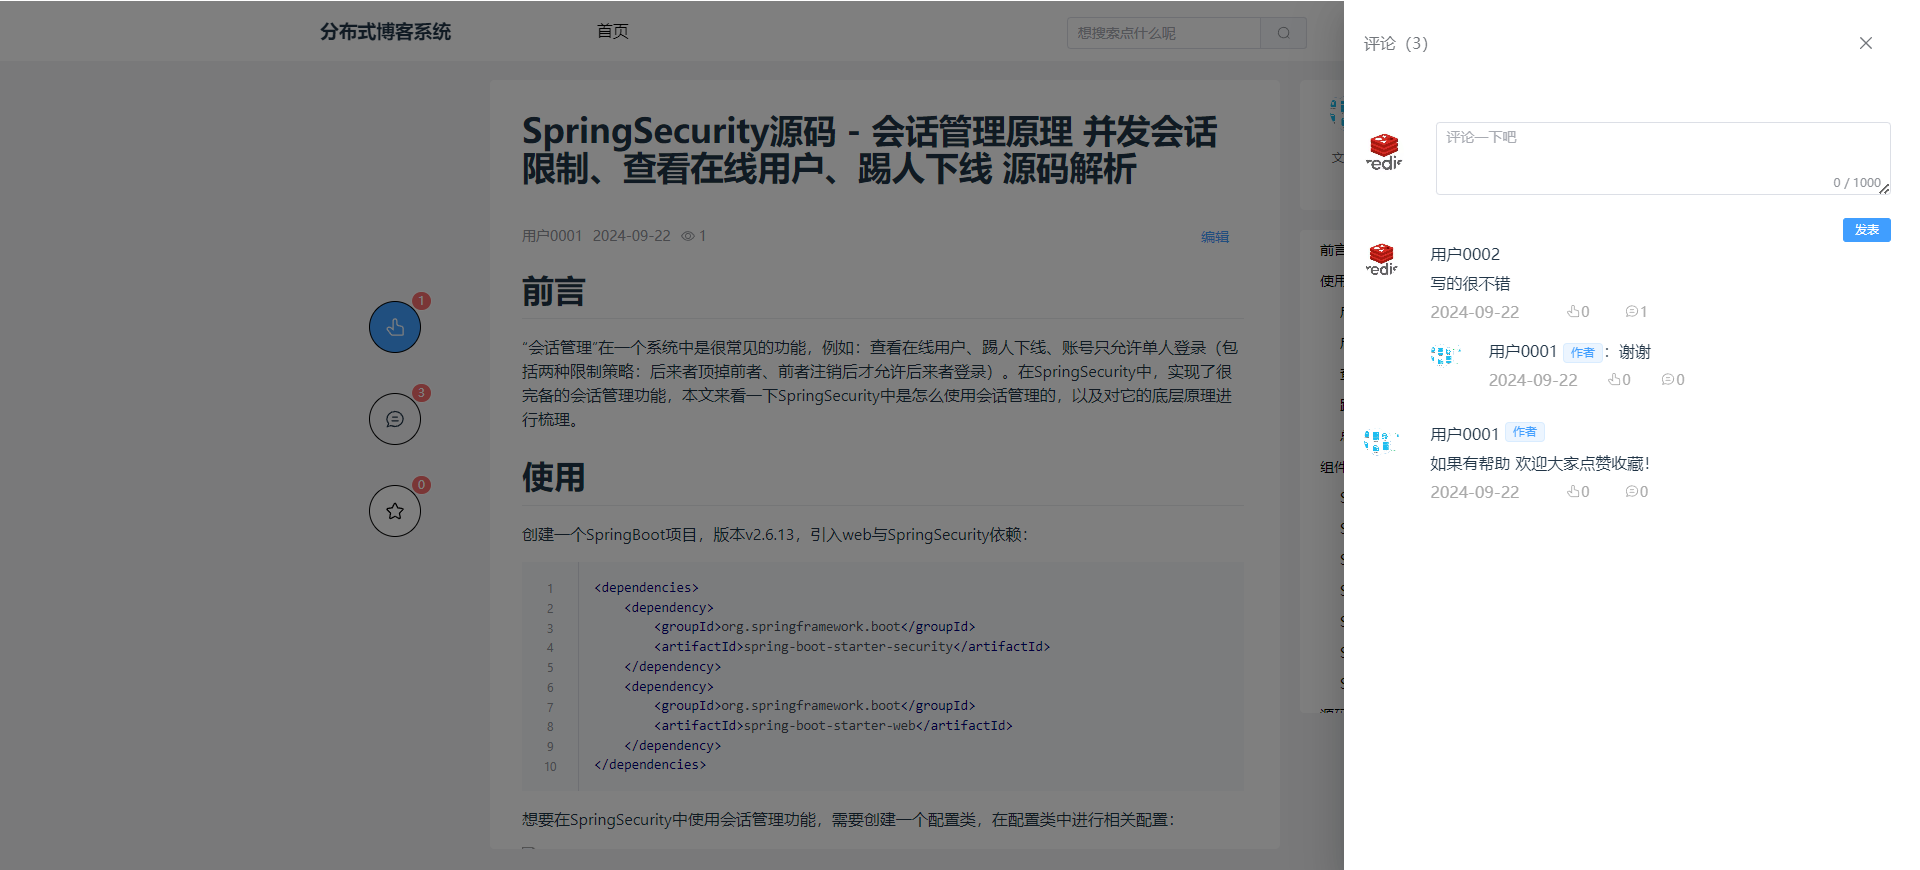 分布式博客系统
首页
想搜索点什么呢
SpringSecurity源码 - 会话管理原理 并发会话
限制、查看在线用户、踢人下线 源码解析
用户0001 2024-09-22 1
编辑
前言
“会话管理”在一个系统中是很常见的功能，例如：查看在线用户、踢人下线、账号只允许单人登录（包
括两种限制策略：后来者顶掉前者、前者注销后才允许后来者登录）。在SpringSecurity中，实现了很
完备的会话管理功能，本文来看一下SpringSecurity中是怎么使用会话管理的，以及对它的底层原理进
行梳理。
使用
创建一个SpringBoot项目，版本v2.6.13，引入web与SpringSecurity依赖：
1 <dependencies>
2 <dependency>
3 <groupId>org.springframework.boot</groupId>
4 <artifactId>spring-boot-starter-security</artifactId>
5 </dependency>
6 <dependency>
7 <groupId>org.springframework.boot</groupId>
8 <artifactId>spring-boot-starter-web</artifactId>
9 </dependency>
10 </dependencies>
想要在SpringSecurity中使用会话管理功能，需要创建一个配置类，在配置类中进行相关配置：
1
3
0
文
前言
使用
组件
评论（3）
redis
评论一下吧
0 / 1000
发表
redis
用户0002
写的很不错
2024-09-22 0 1
用户0001 作者 ：谢谢
2024-09-22 0 0
用户0001 作者
如果有帮助 欢迎大家点赞收藏！
2024-09-22 0 0